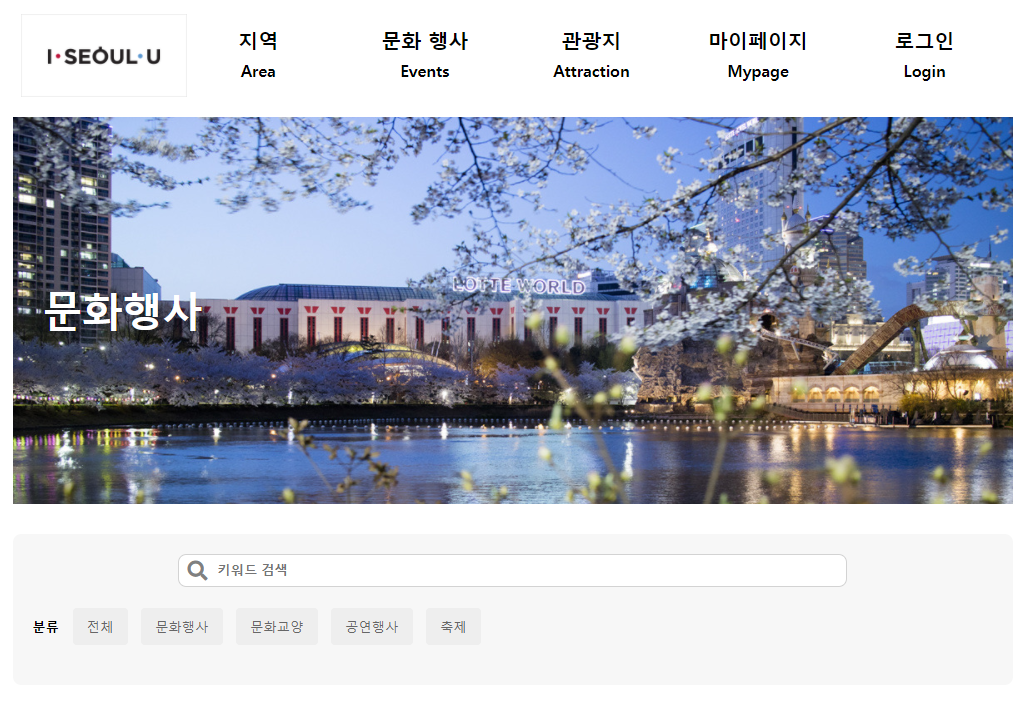 I·SEOUL·U
지역
Area
문화 행사
Events
관광지
Attraction
마이페이지
Mypage
로그인
Login
LOTTE WORLD
문화행사
키워드 검색
분류 전체 문화행사 문화교양 공연행사 축제